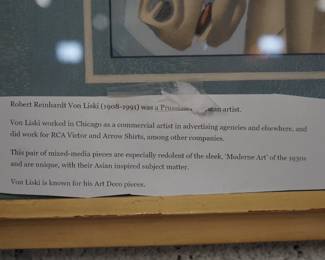 Robert Reinhardt Von Liski (1908-1991) was a artist.
Von Liski worked in Chicago as a commercial artist in advertising agencies and elsewhere, and
did work for RCA Victor and Arrow Shirts, among other companies.
This pair of mixed-media pieces are especially redolent of the sleek, 'Moderne Art' of the 1930s
and are unique, with their Asian inspired subject matter.
Von Liski is known for his Art Deco pieces.